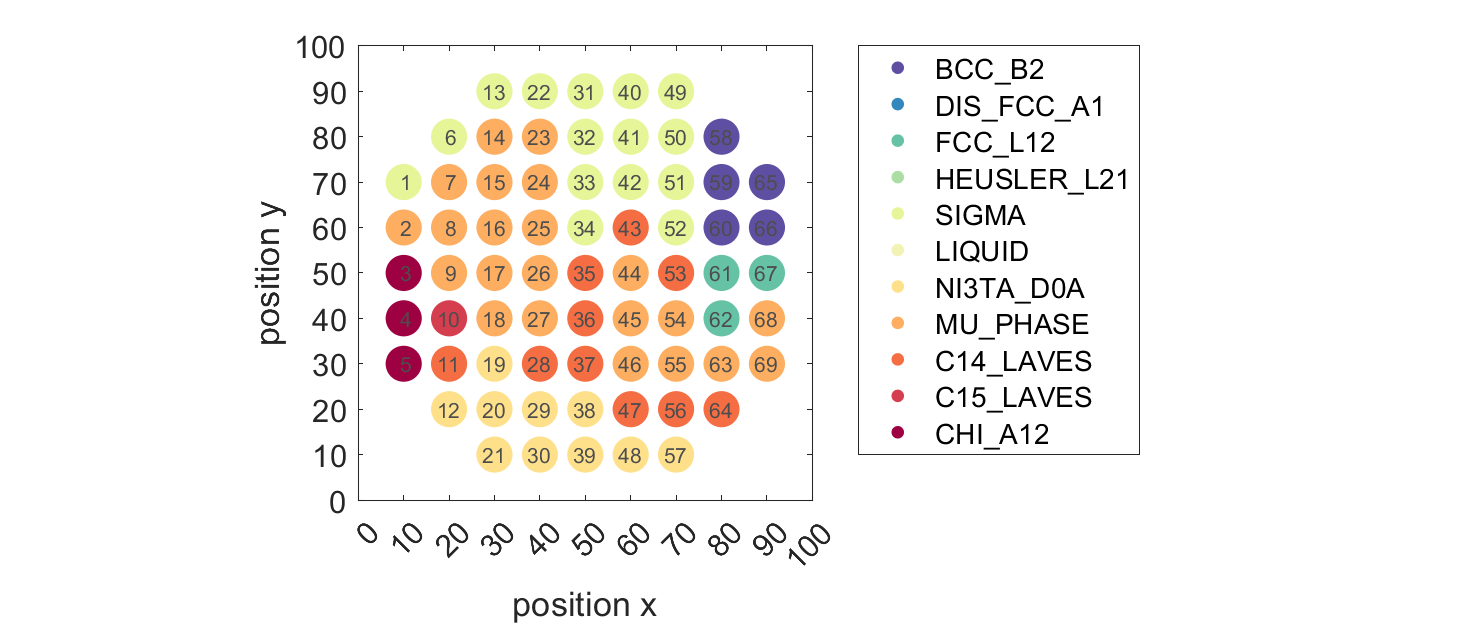 100
90
80
70
60
50
40
30
20
10
0
position y
13 22 31 40 49
6 14 23 32 41 50 58
1 7 15 24 33 42 51 59 65
2 8 16 25 34 43 52 60 66
3 9 17 26 35 44 53 61 67
4 10 18 27 36 45 54 62 68
5 11 19 28 37 46 55 63 69
12 20 29 38 47 56 64
21 30 39 48 57
0 10 20 30 40 50 60 70 80 90 100
position x
BCC_B2
DIS_FCC_A1
FCC_L12
HEUSLER_L21
SIGMA
LIQUID
NI3TA_D0A
MU_PHASE
C14_LAVES
C15_LAVES
CHI_A12